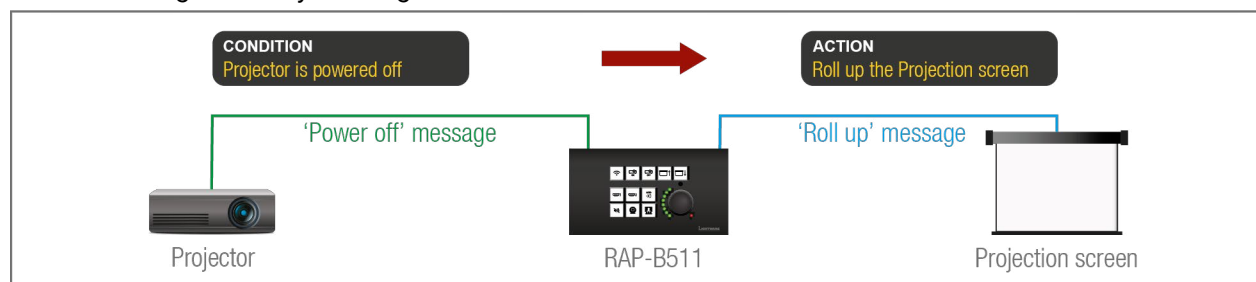 CONDITION
Projector is powered off
ACTION
Roll up the Projection screen
‘Power off’ message
‘Roll up’ message
Projector
RAP-B511
Projection screen